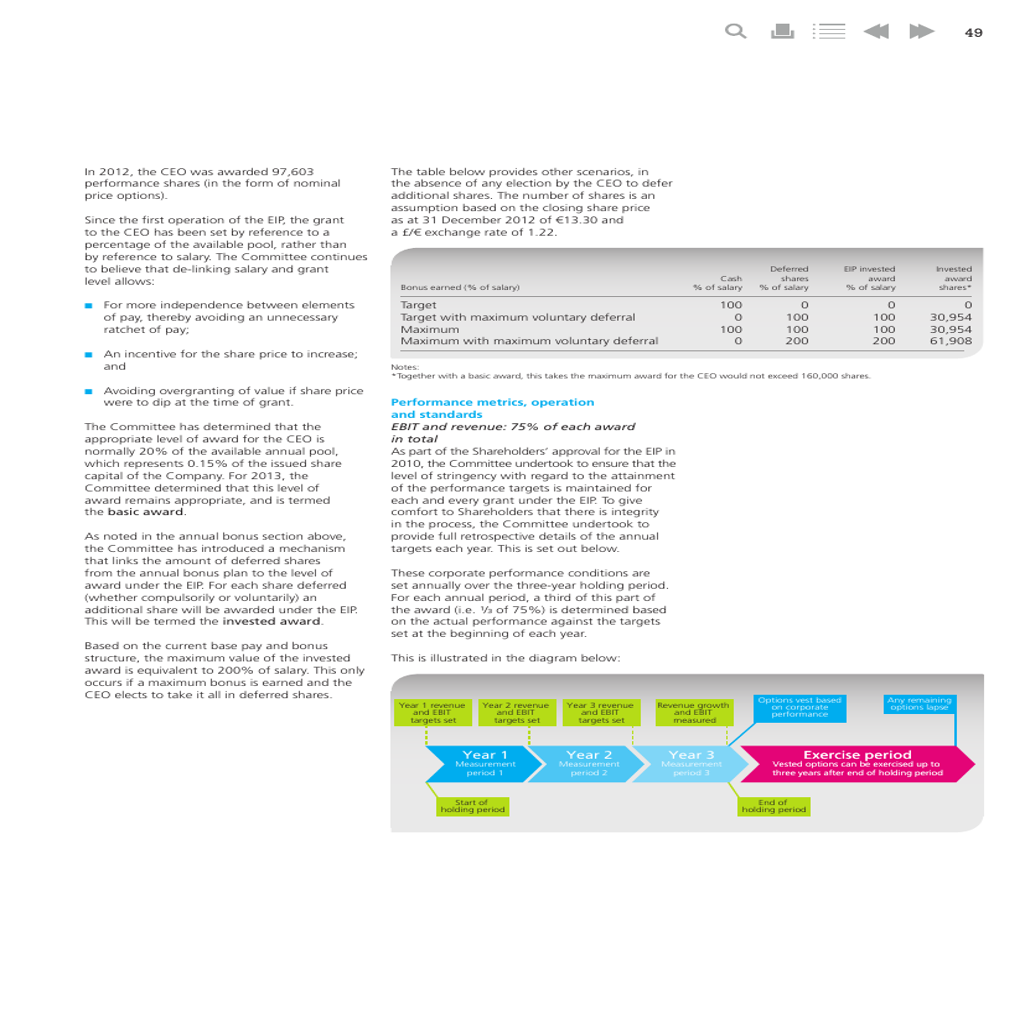 49
In 2012, the CEO was awarded 97,603
performance shares (in the form of nominal
price options).
Since the first operation of the EIP, the grant
to the CEO has been set by reference to a
percentage of the available pool, rather than
by reference to salary. The Committee continues
to believe that de-linking salary and grant
level allows:
For more independence between elements
of pay, thereby avoiding an unnecessary
ratchet of pay;
An incentive for the share price to increase;
and
Avoiding overgranting of value if share price
were to dip at the time of grant.
The Committee has determined that the
appropriate level of award for the CEO is
normally 20% of the available annual pool,
which represents 0.15% of the issued share
capital of the Company. For 2013, the
Committee determined that this level of
award remains appropriate, and is termed
the basic award.
As noted in the annual bonus section above,
the Committee has introduced a mechanism
that links the amount of deferred shares
from the annual bonus plan to the level of
award under the EIP. For each share deferred
(whether compulsorily or voluntarily) an
additional share will be awarded under the EIP.
This will be termed the invested award.
Based on the current base pay and bonus
structure, the maximum value of the invested
award is equivalent to 200% of salary. This only
occurs if a maximum bonus is earned and the
CEO elects to take it all in deferred shares.
The table below provides other scenarios, in
the absence of any election by the CEO to defer
additional shares. The number of shares is an
assumption based on the closing share price
as at 31 December 2012 of €13.30 and
a £/€ exchange rate of 1.22.
Deferred EIP invested Invested
Cash shares award award
Bonus earned (% of salary) % of salary % of salary % of salary shares*
Target 100 0 0 0
Target with maximum voluntary deferral 0 100 100 30,954
Maximum 100 100 100 30,954
Maximum with maximum voluntary deferral 0 200 200 61,908
Notes:
*Together with a basic award, this takes the maximum award for the CEO would not exceed 160,000 shares.
Performance metrics, operation
and standards
EBIT and revenue: 75% of each award
in total
As part of the Shareholders' approval for the EIP in
2010, the Committee undertook to ensure that the
level of stringency with regard to the attainment
of the performance targets is maintained for
each and every grant under the EIP. To give
comfort to Shareholders that there is integrity
in the process, the Committee undertook to
provide full retrospective details of the annual
targets each year. This is set out below.
These corporate performance conditions are
set annually over the three-year holding period.
For each annual period, a third of this part of
the award (i.e. ⅓ of 75%) is determined based
on the actual performance against the targets
set at the beginning of each year.
This is illustrated in the diagram below:
Year 1 revenue
and EBIT
targets set
Year 2 revenue
and EBIT
targets set
Year 3 revenue
and EBIT
targets set
Revenue growth
and EBIT
measured
Options vest based
on corporate
performance
Any remaining
options lapse
Year 1
Measurement
period 1
Year 2
Measurement
period 2
Year 3
Measurement
period 3
Exercise period
Vested options can be exercised up to
three years after end of holding period
Start of
holding period
End of
holding period